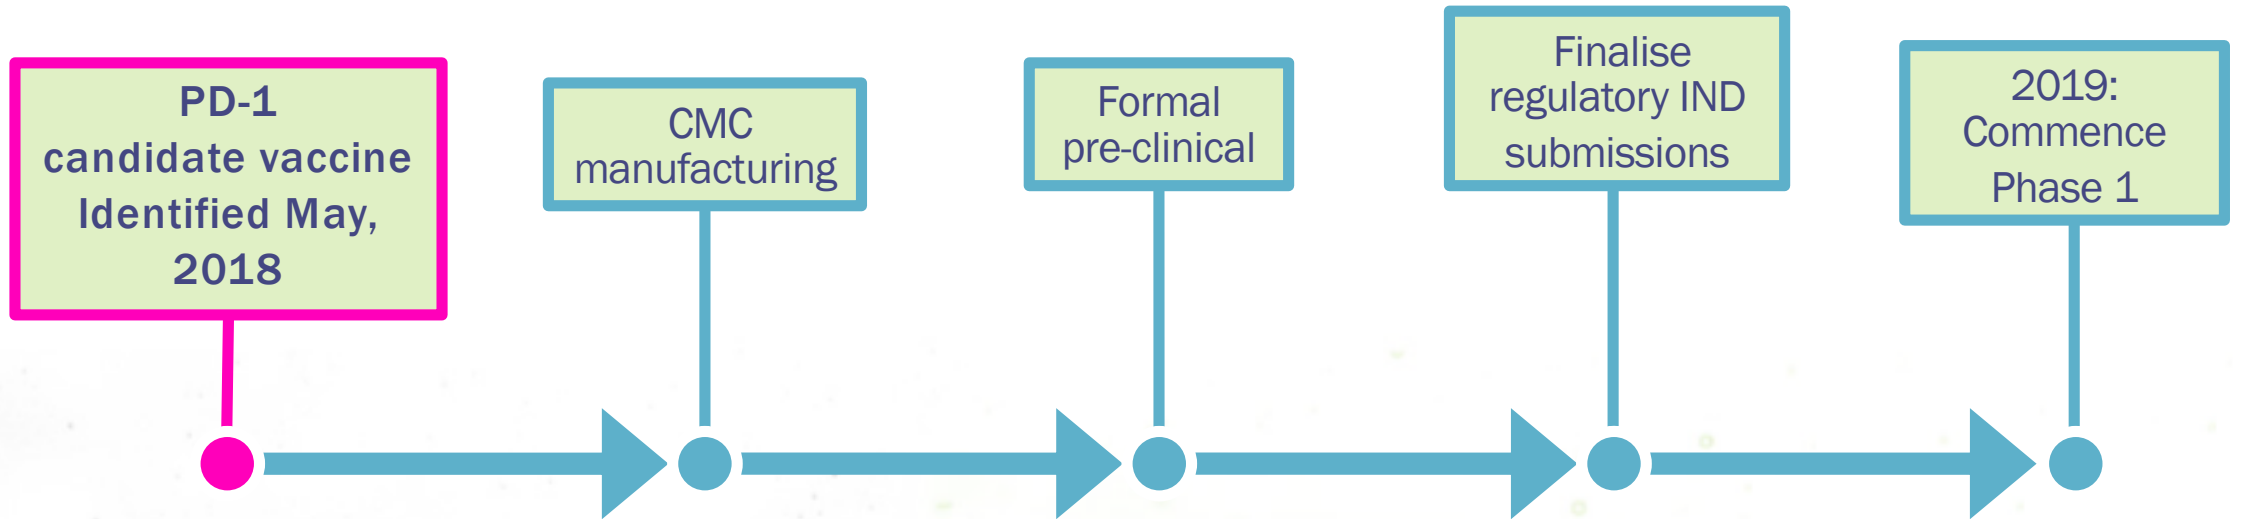 PD-1
candidate vaccine
Identified May,
2018
CMC
manufacturing
Formal
pre-clinical
Finalise
regulatory IND
submissions
2019:
Commence
Phase 1